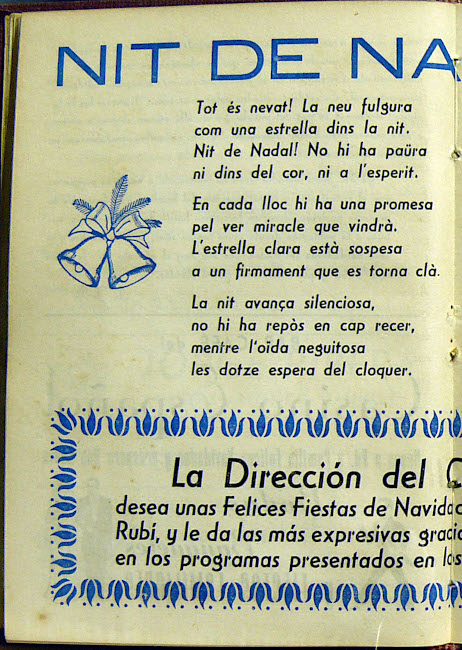 NIT DE NA
Tot és nevat! La neu fulgura
com una estrella dins la nit.
Nit de Nadal! No hi ha paüra
ni dins del cor, ni a l'esperit.
En cada lloc hi ha una promesa
pel ver miracle que vindrà.
L'estrella clara està sospesa
a un firmament que es torna clà.
La nit avança silenciosa,
no hi ha repòs en cap recer,
mentre l'oïda neguitosa
les dotze espera del cloquer.
La Dirección del C
desea unas Felices Fiestas de Navidad
Rubí, y le da las más expresivas gracia
en los programas presentados en los